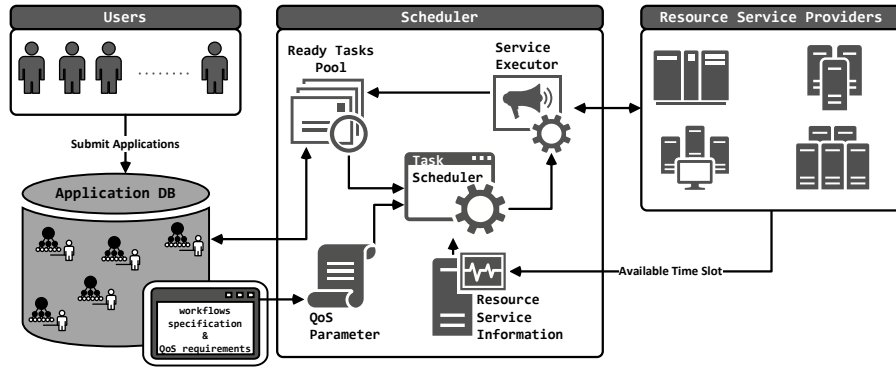 Users
Scheduler
Resource Service Providers
Ready Tasks
Pool
Service
Executor
Submit Applications
Application DB
Task
Scheduler
Available Time Slot
QoS
Parameter
Resource
Service
Information
workflows
specification
&
QoS requirements